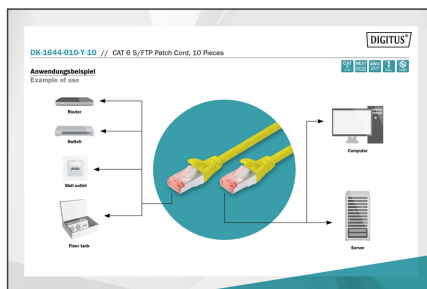 DIGITUS®
DK-1644-010-Y-10 // CAT 6 S/FTP Patch Cord, 10 Pieces
Anwendungsbeispiel
Example of use
Router
Switch
Wall outlet
Floor tank
Computer
Server